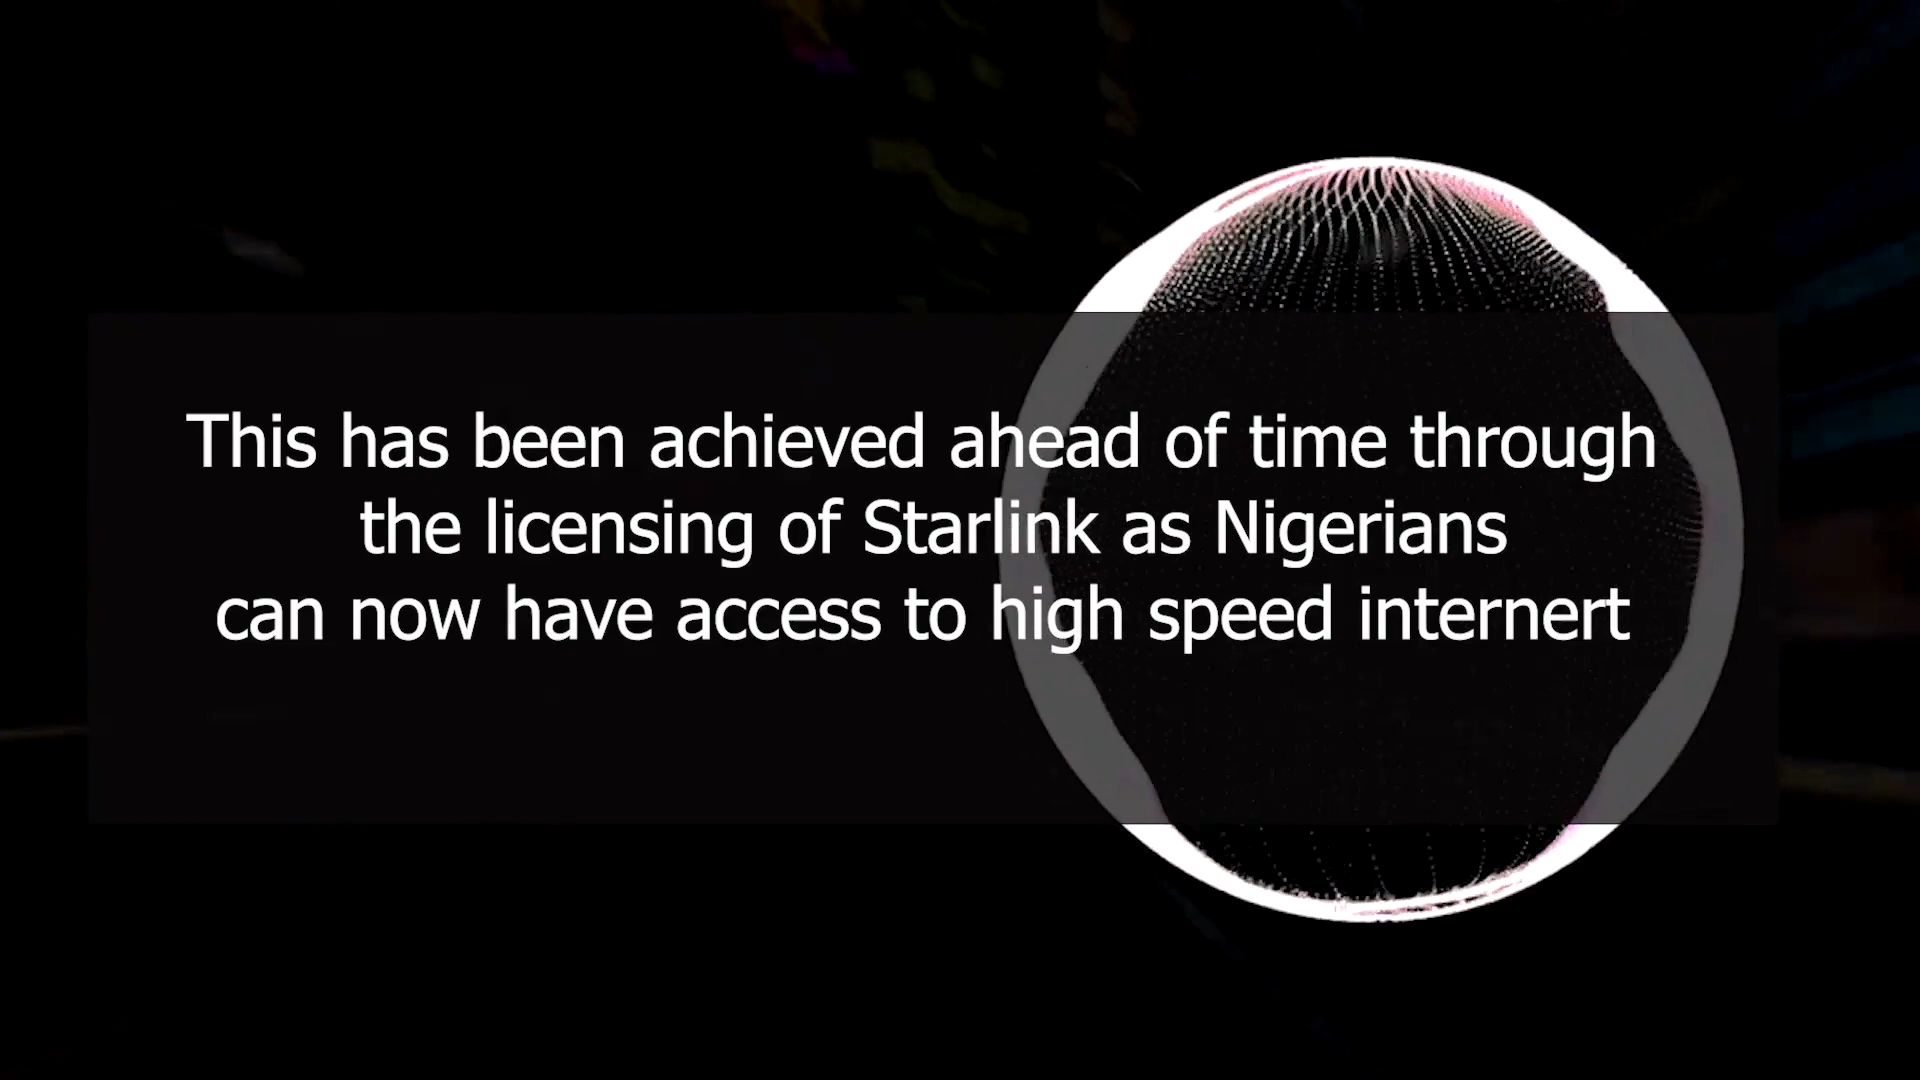 This has been achieved ahead of time through
the licensing of Starlink as Nigerians
can now have access to high speed internert